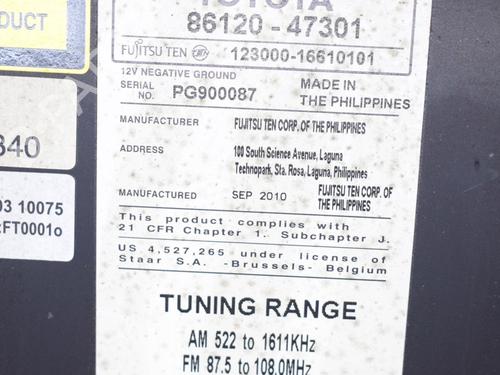 TOYOTA
86120-47301
FUJITSU TEN
123000-16610101
12V NEGATIVE GROUND
SERIAL NO. PG900087
MADE IN THE PHILIPPINES
MANUFACTURER FUJITSU TEN CORP. OF THE PHILIPPINES
ADDRESS 100 South Science Avenue, Laguna
Technopark, Sta. Rosa, Laguna, Philippines
MANUFACTURED SEP 2010 FUJITSU TEN CORP. OF THE PHILIPPINES
This product complies with
21 CFR Chapter 1. Subchapter J.
US 4,527,265 under license of
Staar S.A. -Brussels- Belgium
TUNING RANGE
AM 522 to 1611KHz
FM 87.5 to 108.0MHz
PRODUCT
340
03 10075
:FT0001o